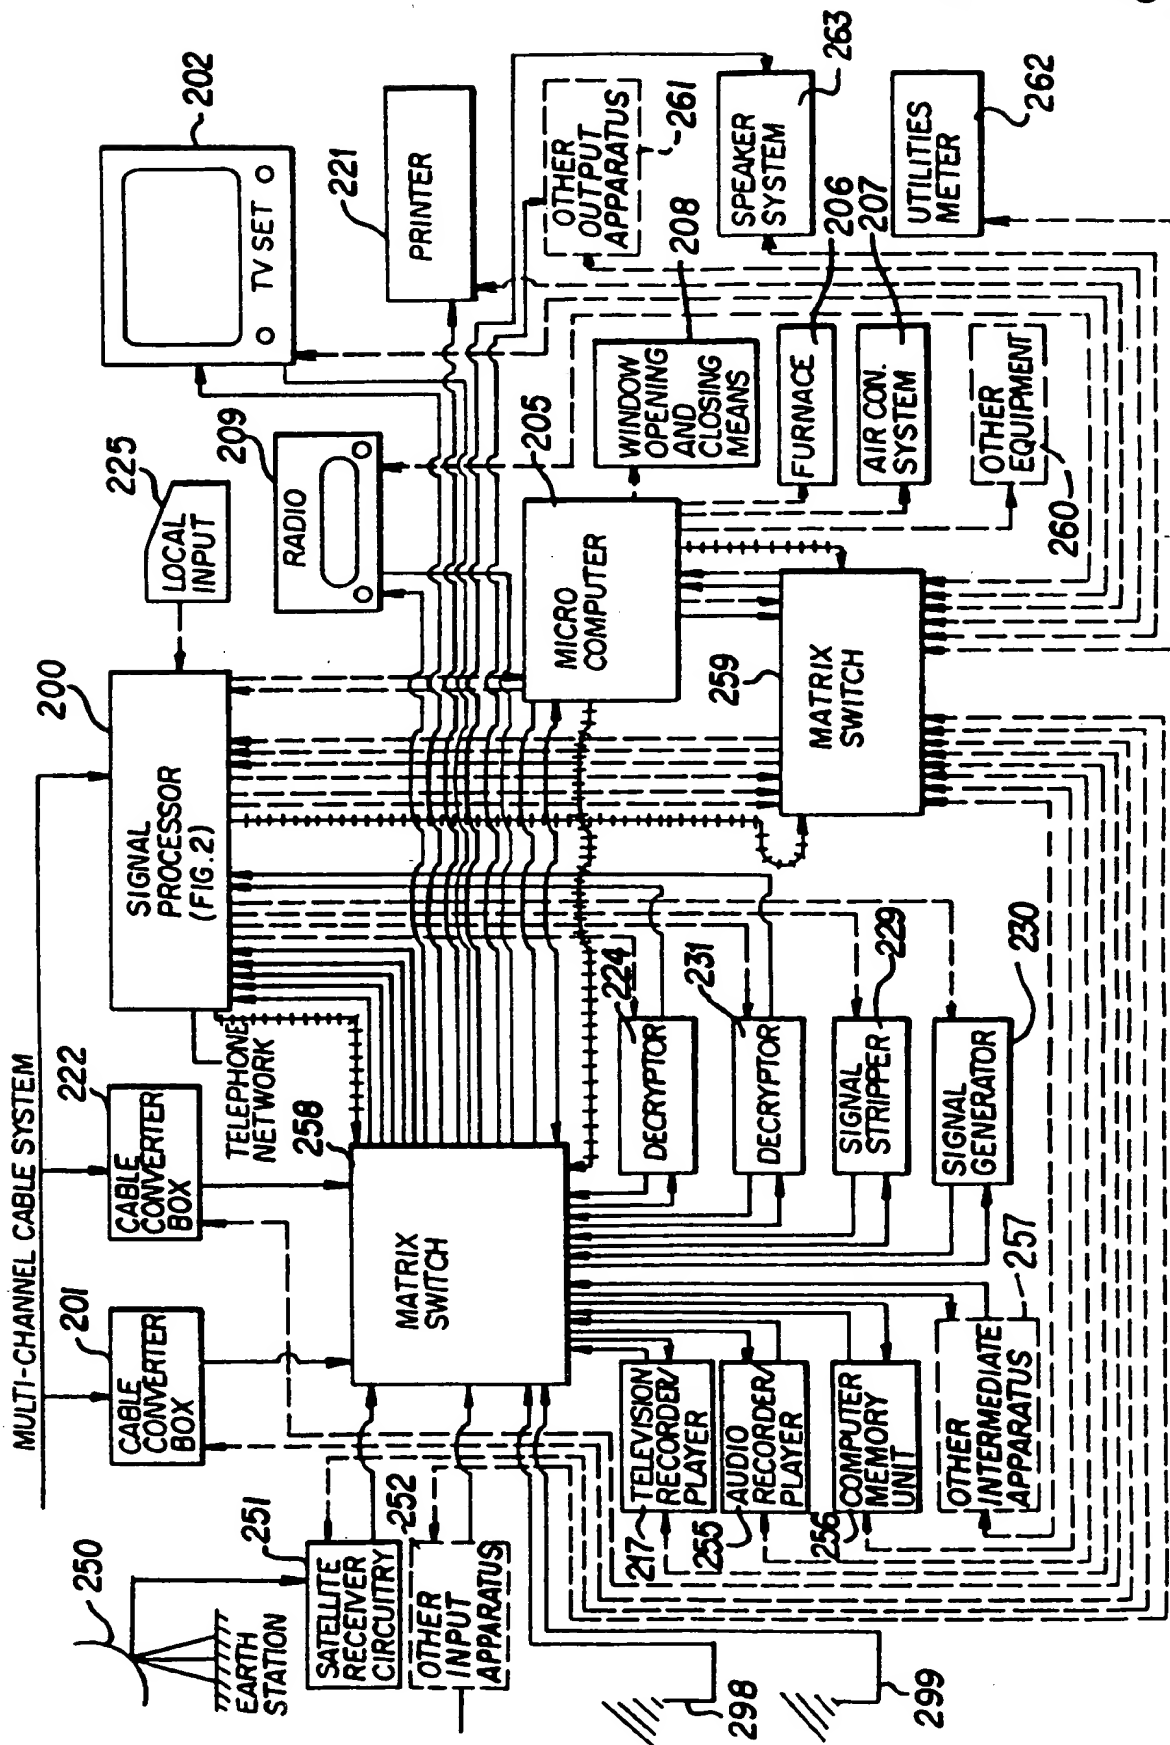 MULTI-CHANNEL CABLE SYSTEM
250
EARTH
STATION
251
SATELLITE
RECEIVER
CIRCUITRY
252
OTHER
INPUT
APPARATUS
298
299
201
CABLE
CONVERTER
BOX
222
CABLE
CONVERTER
BOX
TELEPHONE
NETWORK
258
MATRIX
SWITCH
200
SIGNAL
PROCESSOR
(FIG.2)
225
LOCAL
INPUT
209
RADIO
202
TV SET
221
PRINTER
OTHER
OUTPUT
APPARATUS
261
SPEAKER
SYSTEM
263
UTILITIES
METER
262
205
MICRO
COMPUTER
WINDOW
OPENING
AND
CLOSING
MEANS
208
FURNACE
206
AIR CON.
SYSTEM
207
OTHER
EQUIPMENT
260
259
MATRIX
SWITCH
224
DECRYPTOR
231
DECRYPTOR
SIGNAL
STRIPPER
229
SIGNAL
GENERATOR
230
217
TELEVISION
RECORDER/
PLAYER
255
AUDIO
RECORDER/
PLAYER
256
COMPUTER
MEMORY
UNIT
OTHER
INTERMEDIATE
APPARATUS
257